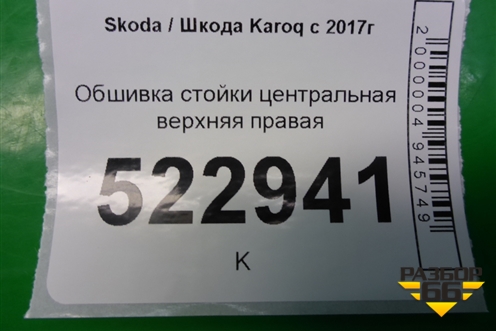 Skoda / Шкода Karoq с 2017г
Обшивка стойки центральная
верхняя правая
522941
К
2000004945749
РАЗБОР
66